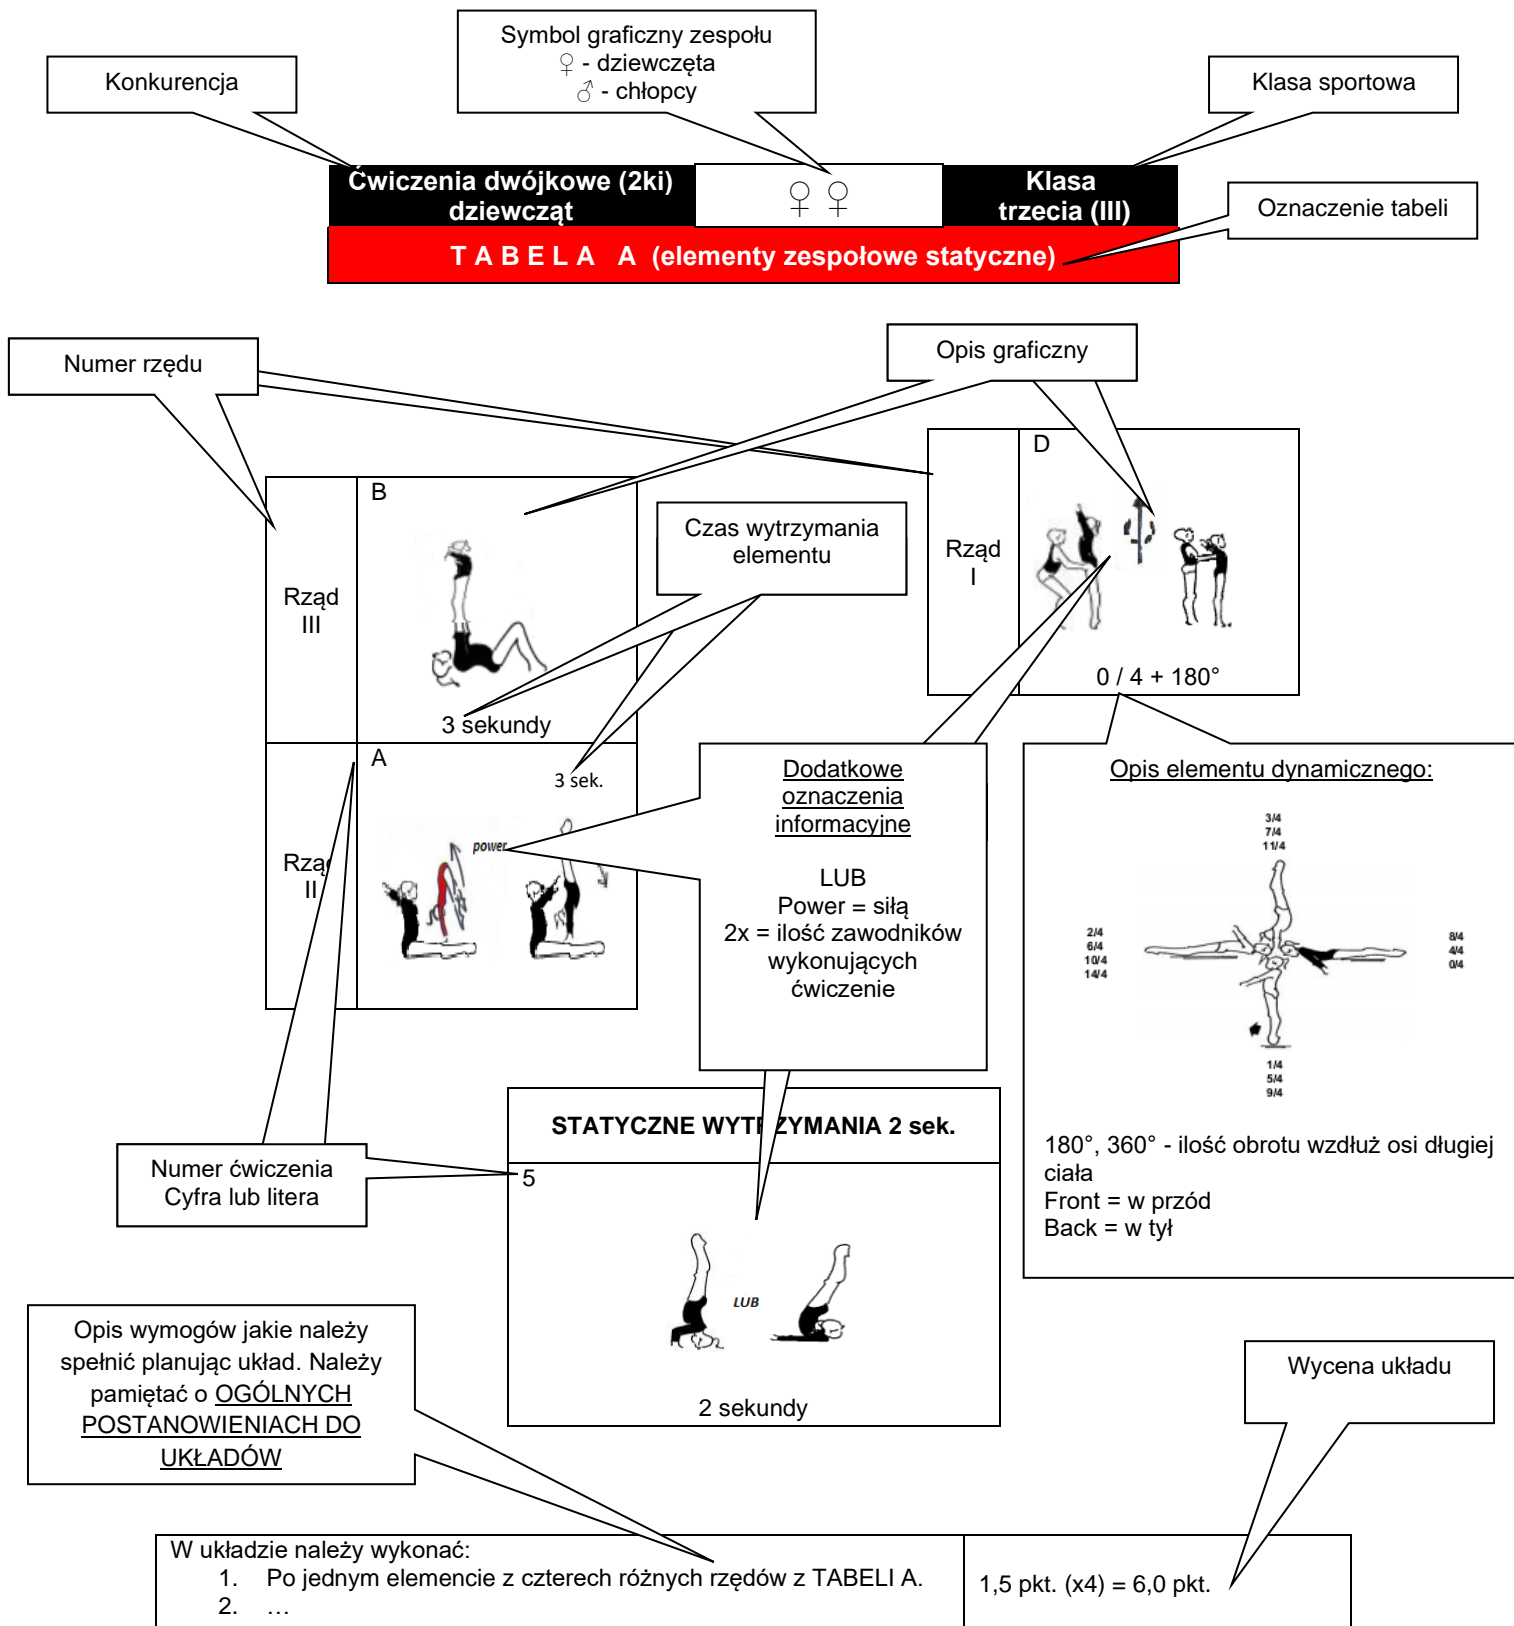 Symbol graficzny zespołu
♀ - dziewczęta
♂ - chłopcy
Konkurencja
Klasa sportowa
Ćwiczenia dwójkowe (2ki)
dziewcząt
♀ ♀
Klasa
trzecia (III)
Oznaczenie tabeli
T A B E L A A (elementy zespołowe statyczne)
Numer rzędu
Opis graficzny
D
Rząd
I
0 / 4 + 180°
B
Rząd
III
3 sekundy
Czas wytrzymania
elementu
A
3 sek.
Rząd
II
power
Dodatkowe
oznaczenia
informacyjne
LUB
Power = siłą
2x = ilość zawodników
wykonujących
ćwiczenie
Opis elementu dynamicznego:
3/4
7/4
11/4
2/4
6/4
10/4
14/4
8/4
4/4
0/4
1/4
5/4
9/4
180°, 360° - ilość obrotu wzdłuż osi długiej
ciała
Front = w przód
Back = w tył
Numer ćwiczenia
Cyfra lub litera
STATYCZNE WYTRZYMANIA 2 sek.
5
LUB
2 sekundy
Opis wymogów jakie należy
spełnić planując układ. Należy
pamiętać o OGÓLNYCH
POSTANOWIENIACH DO
UKŁADÓW
Wycena układu
W układzie należy wykonać:
1. Po jednym elemencie z czterech różnych rzędów z TABELI A.
2. …
1,5 pkt. (x4) = 6,0 pkt.